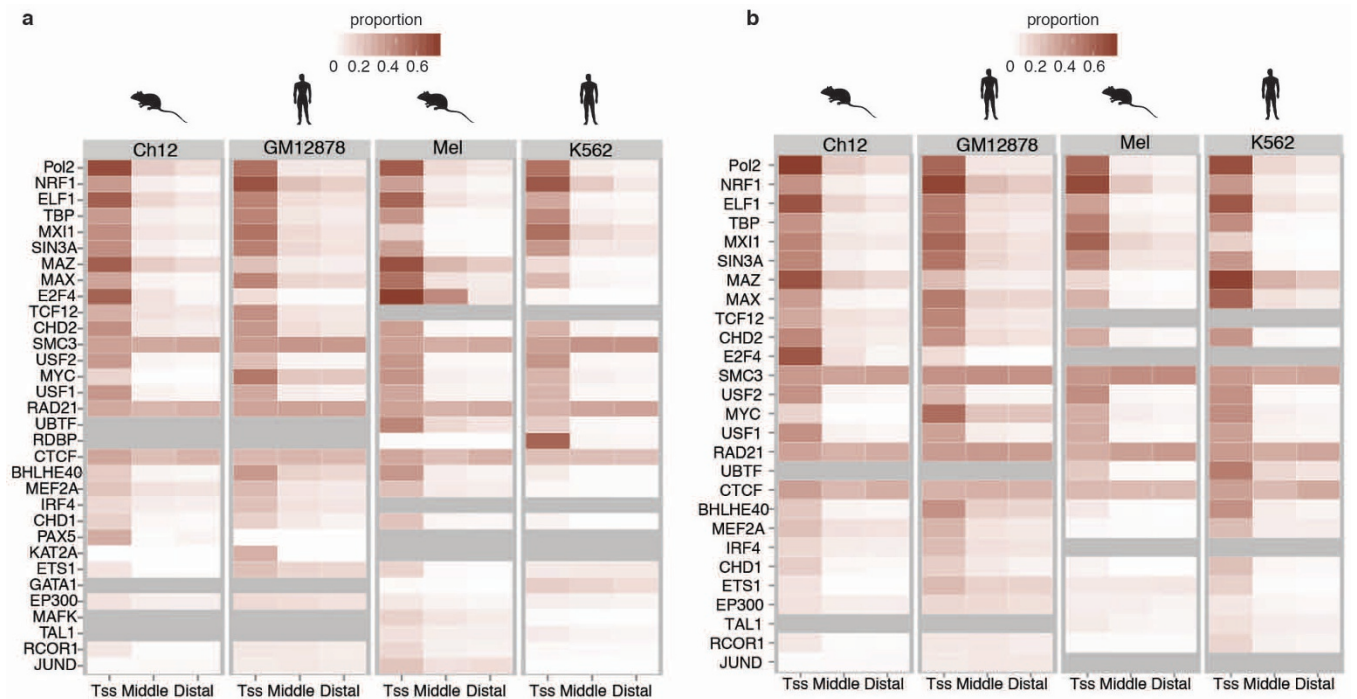 a
proportion
0 0.2 0.4 0.6
Ch12
GM12878
Mel
K562
Pol2
NRF1
ELF1
TBP
MXI1
SIN3A
MAZ
MAX
E2F4
TCF12
CHD2
SMC3
USF2
MYC
USF1
RAD21
UBTF
RDBP
CTCF
BHLHE40
MEF2A
IRF4
CHD1
PAX5
KAT2A
ETS1
GATA1
EP300
MAFK
TAL1
RCOR1
JUND
Tss Middle Distal
Tss Middle Distal
Tss Middle Distal
Tss Middle Distal
b
proportion
0 0.2 0.4 0.6
Ch12
GM12878
Mel
K562
Pol2
NRF1
ELF1
TBP
MXI1
SIN3A
MAZ
MAX
TCF12
CHD2
E2F4
SMC3
USF2
MYC
USF1
RAD21
UBTF
CTCF
BHLHE40
MEF2A
IRF4
CHD1
ETS1
EP300
TAL1
RCOR1
JUND
Tss Middle Distal
Tss Middle Distal
Tss Middle Distal
Tss Middle Distal